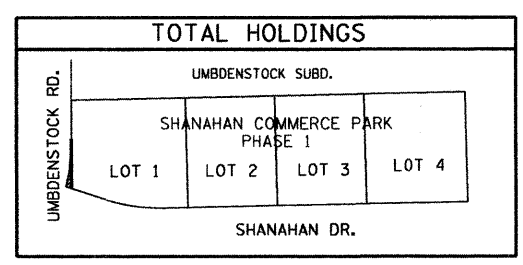 TOTAL HOLDINGS
UMBDENSTOCK RD.
UMBDENSTOCK SUBD.
SHANAHAN COMMERCE PARK
PHASE 1
LOT 1
LOT 2
LOT 3
LOT 4
SHANAHAN DR.